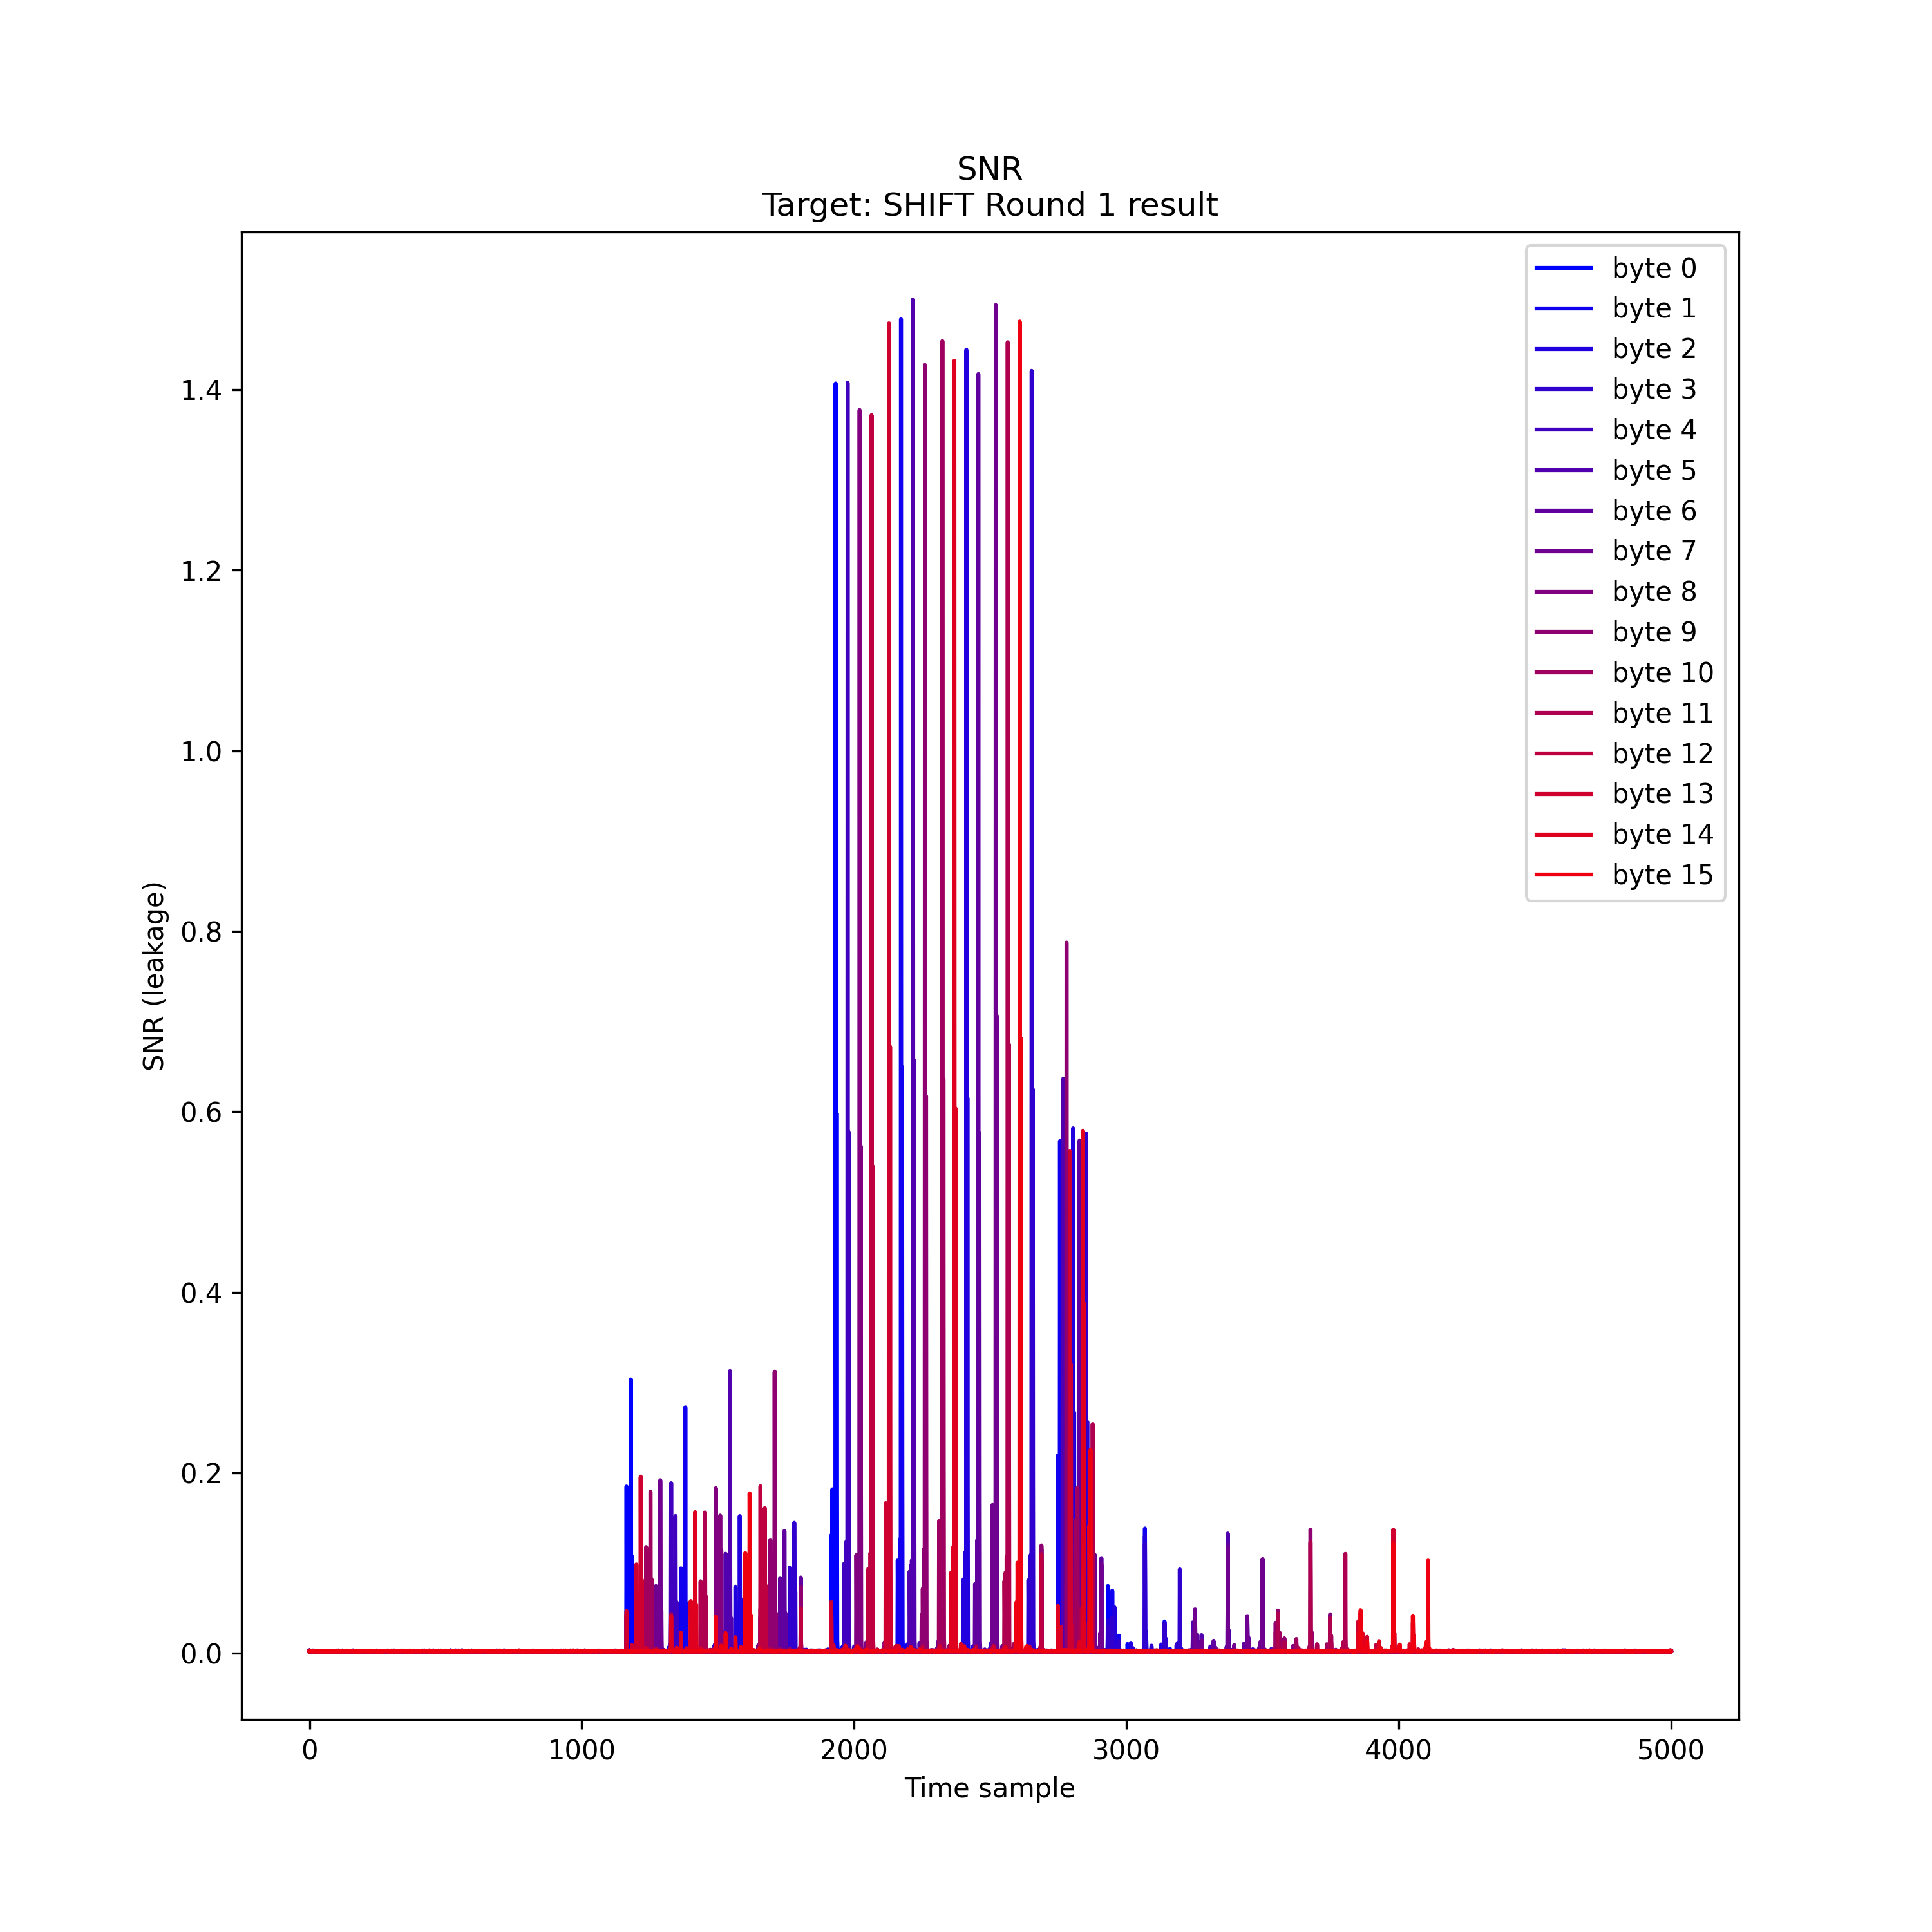 SNR
Target: SHIFT Round 1 result
SNR (leakage)
1.4
1.2
1.0
0.8
0.6
0.4
0.2
0.0
0 1000 2000 3000 4000 5000
Time sample
byte 0
byte 1
byte 2
byte 3
byte 4
byte 5
byte 6
byte 7
byte 8
byte 9
byte 10
byte 11
byte 12
byte 13
byte 14
byte 15